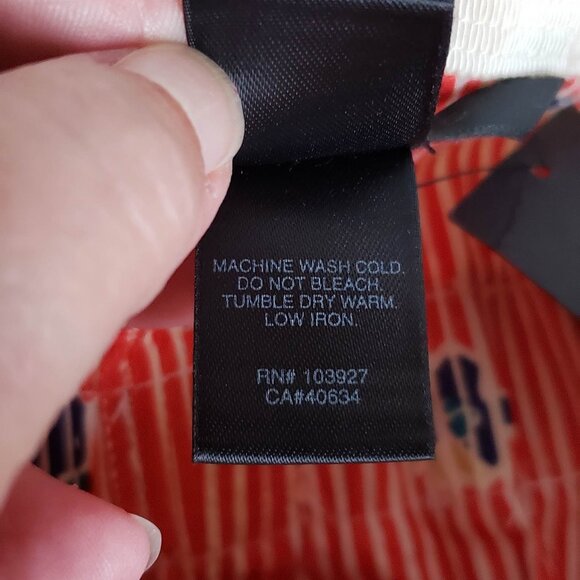 MACHINE WASH COLD.
DO NOT BLEACH.
TUMBLE DRY WARM.
LOW IRON.
RN# 103927
CA#40634